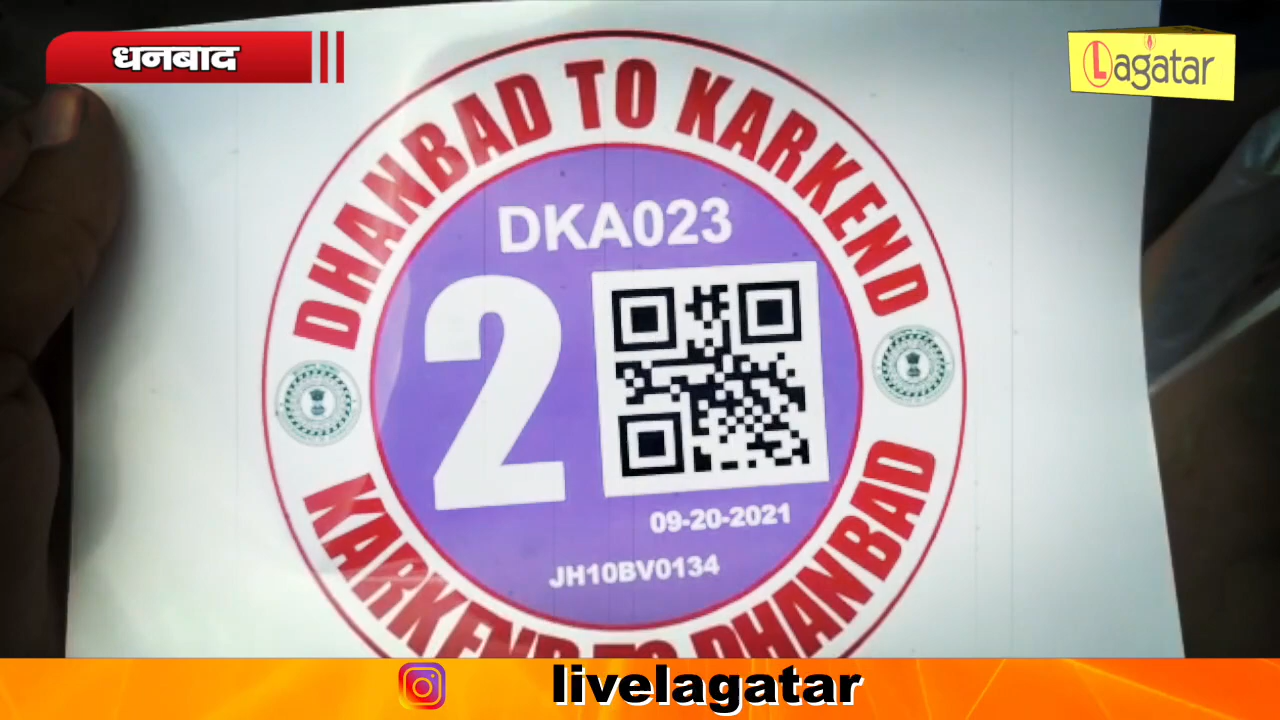 धनबाद
Lagatar
DHANBAD TO KARKEND
DKA023
2
09-20-2021
JH10BV0134
KARKEND TO DHANBAD
livelagatar